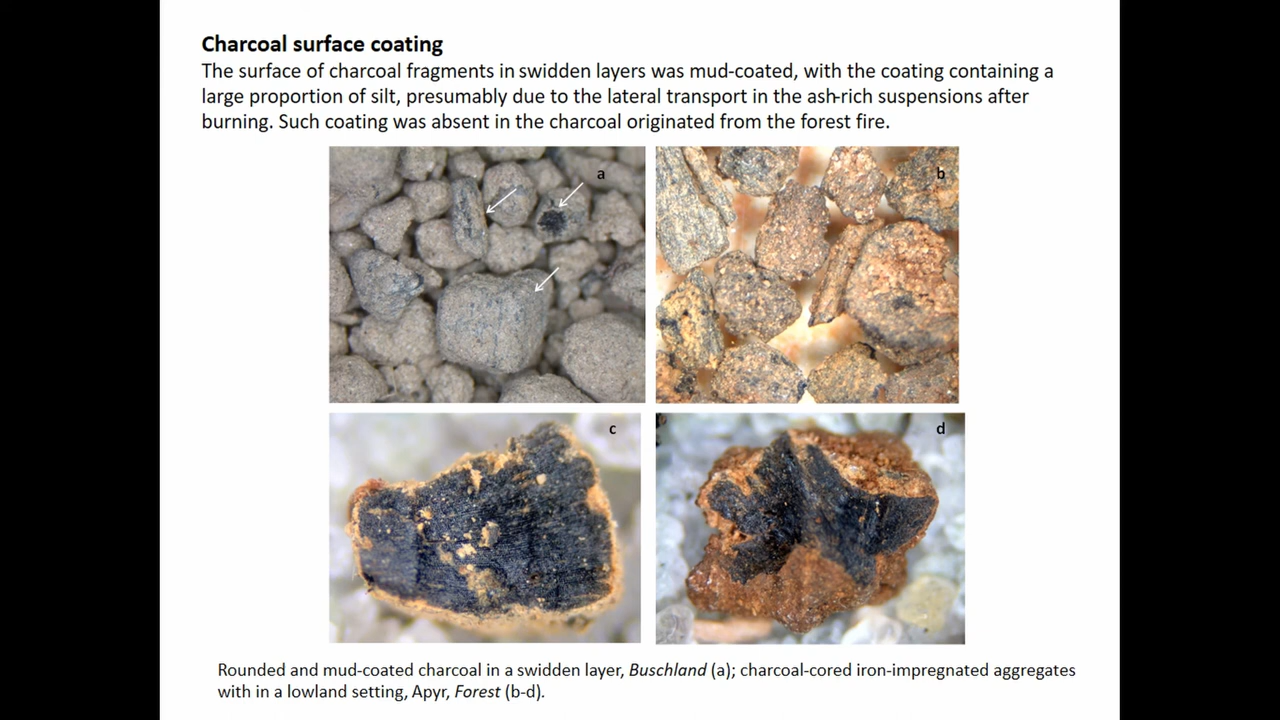 Charcoal surface coating
The surface of charcoal fragments in swidden layers was mud-coated, with the coating containing a
large proportion of silt, presumably due to the lateral transport in the ash-rich suspensions after
burning. Such coating was absent in the charcoal originated from the forest fire.
a
b
c
d
Rounded and mud-coated charcoal in a swidden layer, Buschland (a); charcoal-cored iron-impregnated aggregates
with in a lowland setting, Apyr, Forest (b-d).